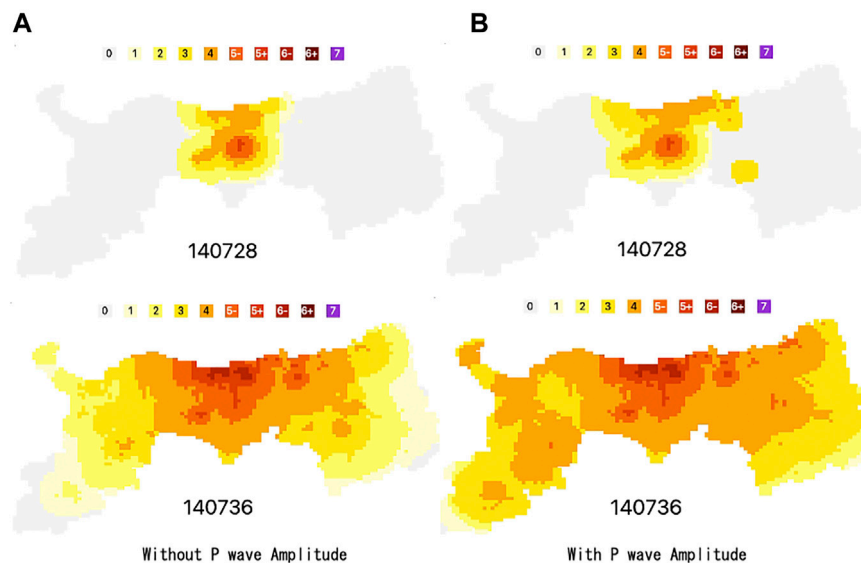 A
B
0 1 2 3 4 5- 5+ 6- 6+ 7
0 1 2 3 4 5- 5+ 6- 6+ 7
140728
140728
0 1 2 3 4 5- 5+ 6- 6+ 7
0 1 2 3 4 5- 5+ 6- 6+ 7
140736
140736
Without P wave Amplitude
With P wave Amplitude